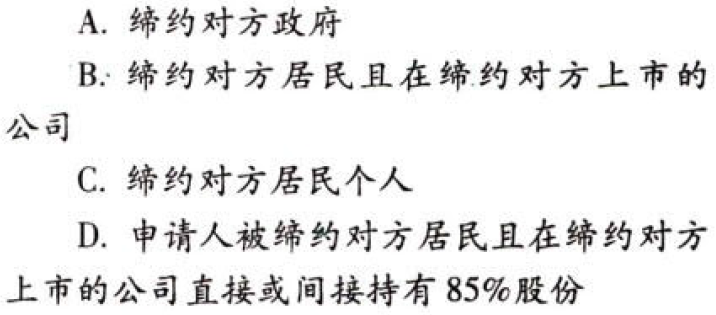 A. 缔约对方政府
B. 缔约对方居民且在缔约对方上市的
公司
C. 缔约对方居民个人
D. 申请人被缔约对方居民且在缔约对方
上市的公司直接或间接持有 85%股份